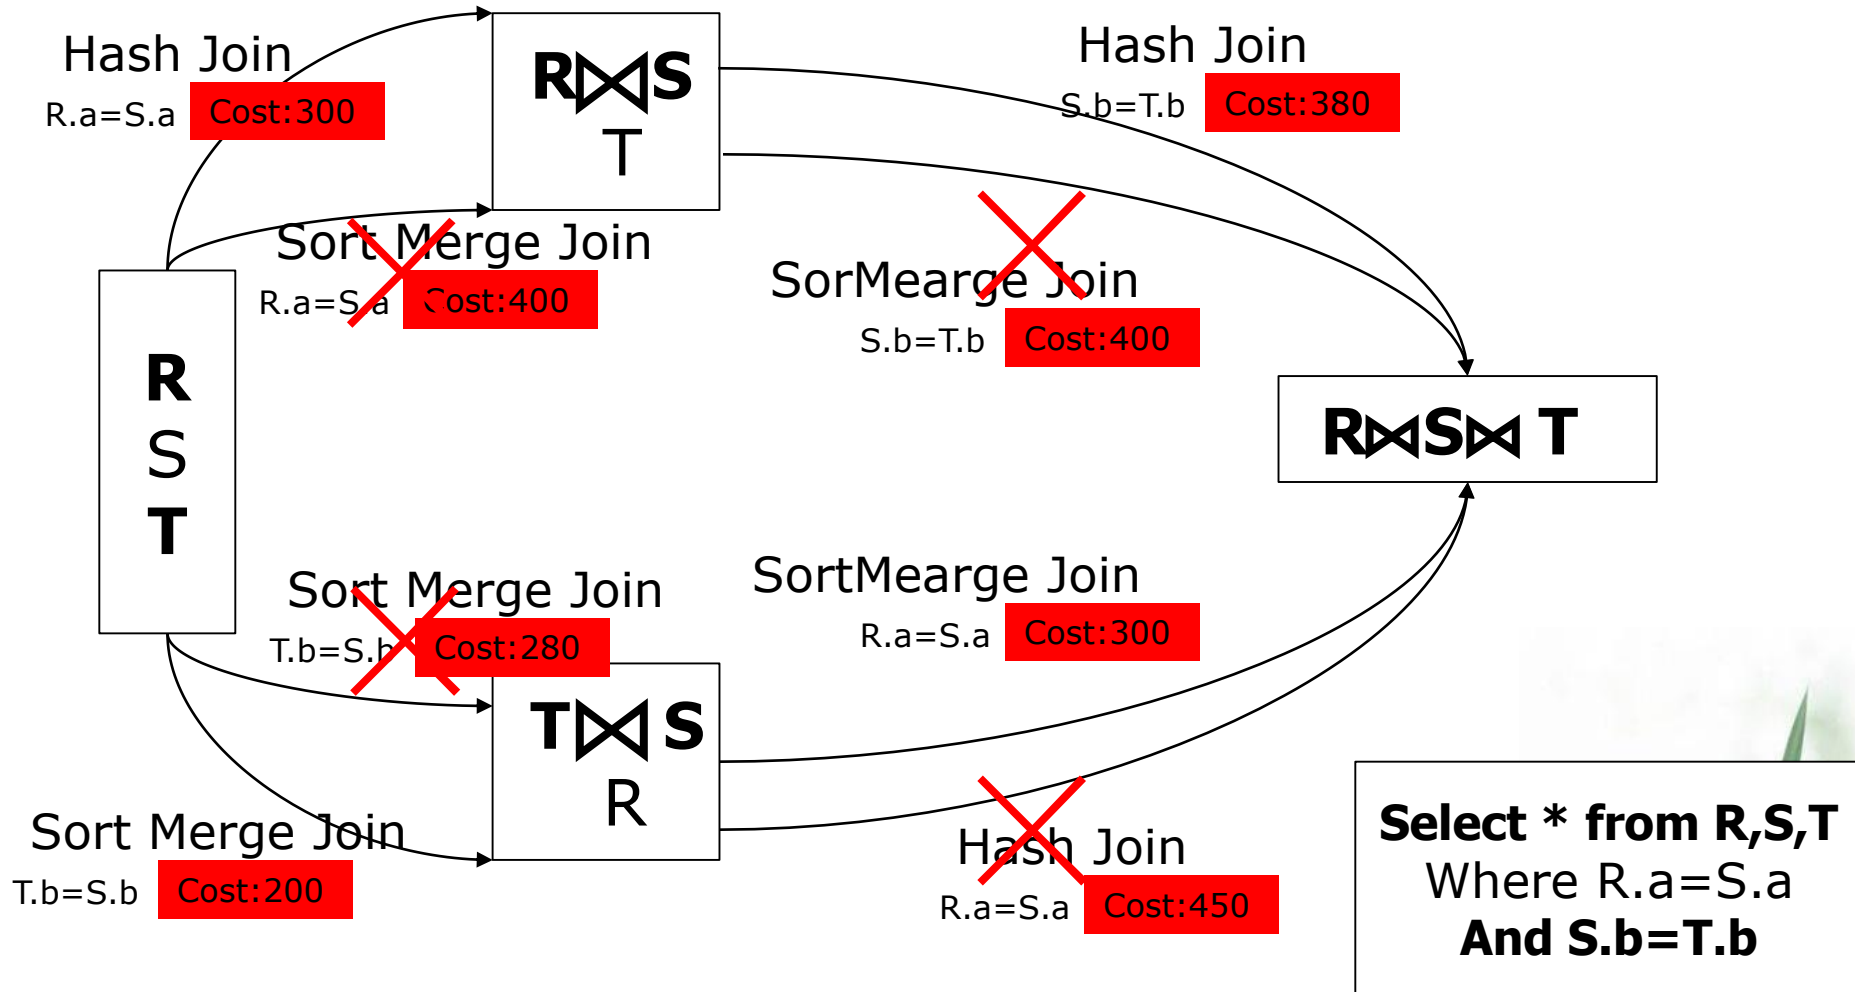 Hash Join
R.a=S.a Cost:300
R⋈S
T
Hash Join
S.b=T.b Cost:380
Sort Merge Join
R.a=S.a Cost:400
SorMearge Join
S.b=T.b Cost:400
R
S
T
R⋈S⋈ T
Sort Merge Join
T.b=S.b Cost:280
SortMearge Join
R.a=S.a Cost:300
T⋈ S
R
Sort Merge Join
T.b=S.b Cost:200
Hash Join
R.a=S.a Cost:450
Select * from R,S,T
Where R.a=S.a
And S.b=T.b